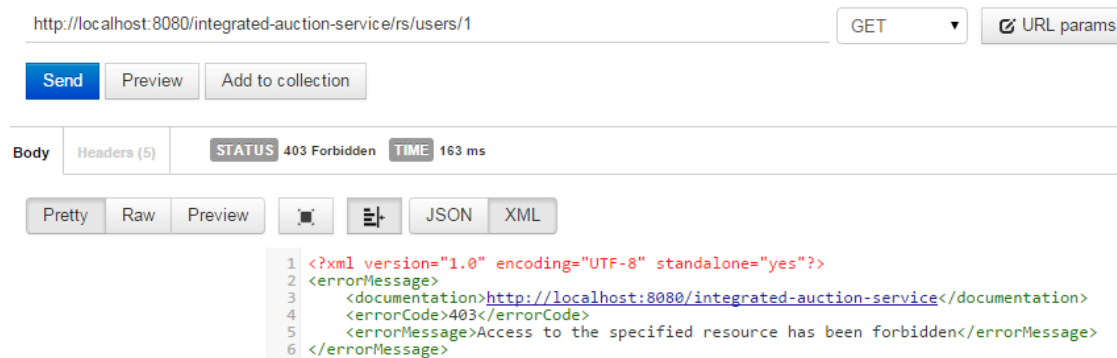 http://localhost:8080/integrated-auction-service/rs/users/1 GET URL params
Send Preview Add to collection
Body Headers (5) STATUS 403 Forbidden TIME 163 ms
Pretty Raw Preview JSON XML
1 <?xml version="1.0" encoding="UTF-8" standalone="yes"?>
2 <errorMessage>
3 <documentation>http://localhost:8080/integrated-auction-service</documentation>
4 <errorCode>403</errorCode>
5 <errorMessage>Access to the specified resource has been forbidden</errorMessage>
6 </errorMessage>